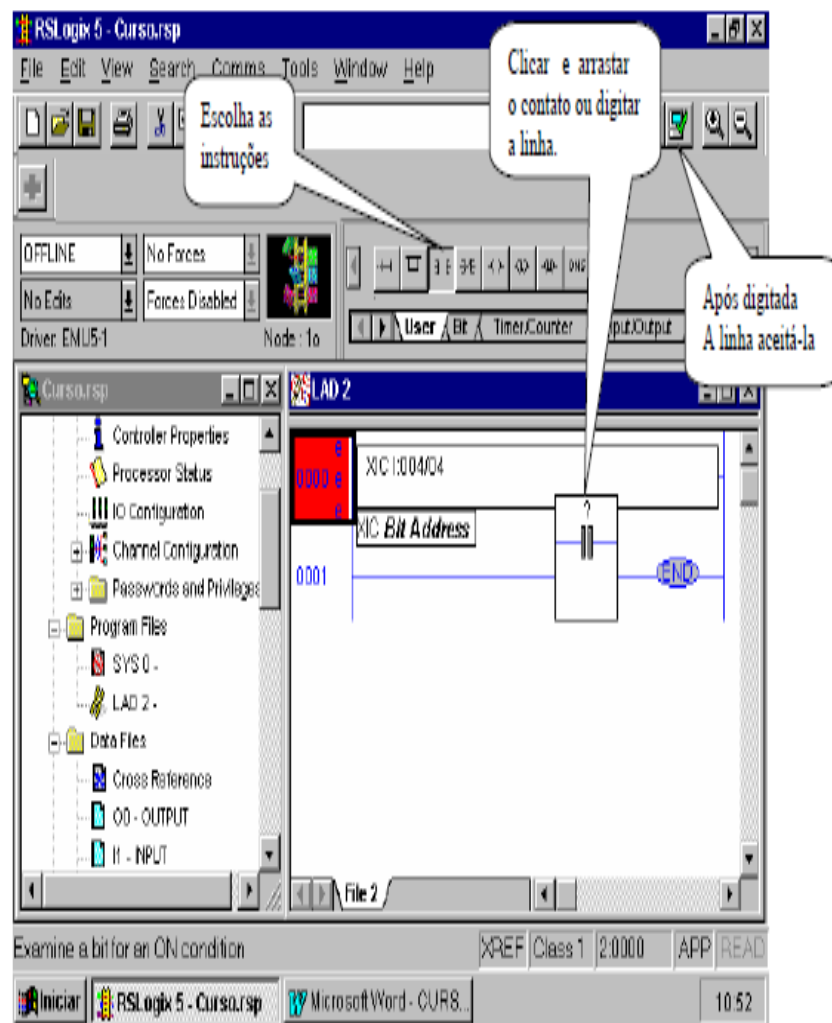 RSLogix 5 - Curso.rsp
File Edit View Search Comms Tools Window Help
Escolha as
instruções
Clicar e arrastar
o contato ou digitar
a linha.
Após digitada
A linha aceitá-la
OFFLINE
No Forces
No Edits
Forces Disabled
Driver: EMU5-1
Node : 1o
User
Bit
Timer/Counter
Curso.rsp
LAD 2
Controler Properties
Processor Status
IO Configuration
Channel Configuration
Passwords and Privileges
Program Files
SYS 0 -
LAD 2 -
Data Files
Cross Reference
O0 - OUTPUT
I1 - INPUT
e
0000 e
e
XIC I:004/04
?
XIC Bit Address
0001
END
File 2
Examine a bit for an ON condition
XREF Class 1 2:0000 APP READ
Iniciar
RSLogix 5 - Curso.rsp
Microsoft Word - CURS...
10:52